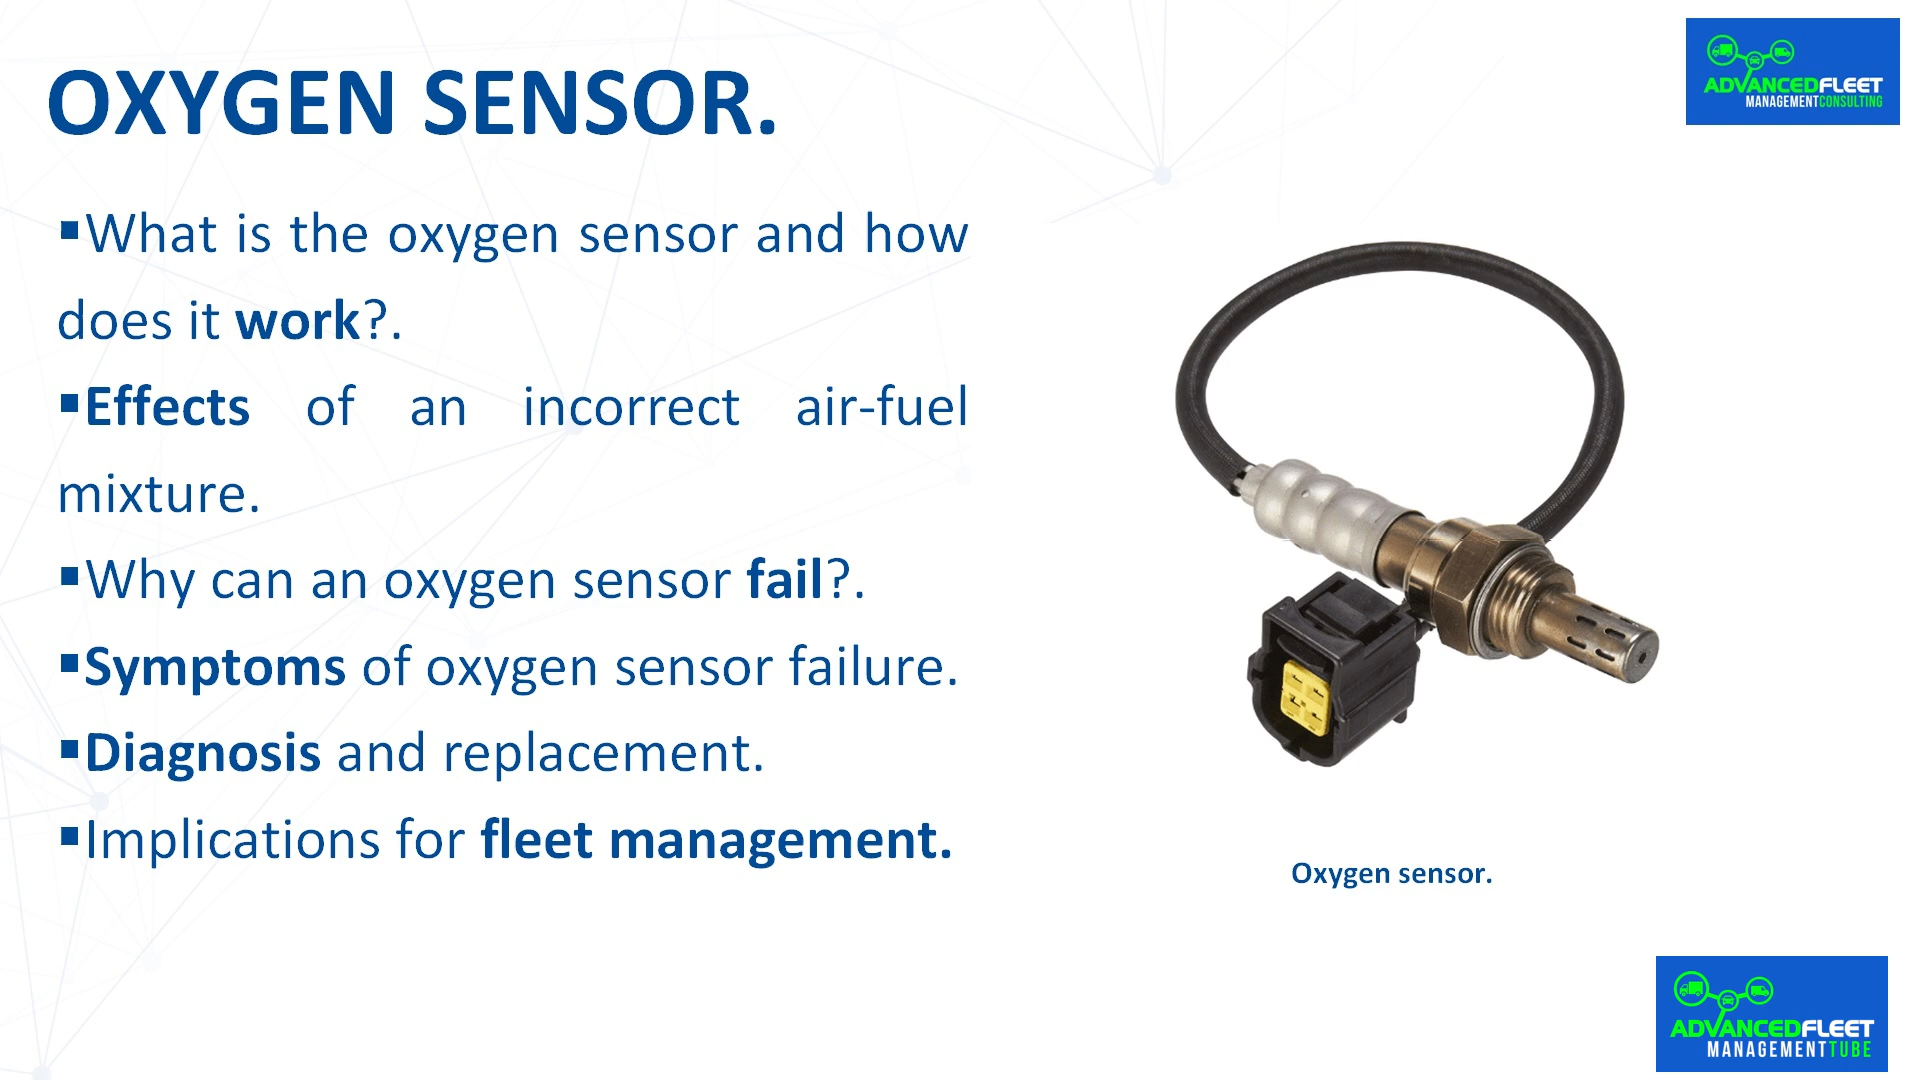 OXYGEN SENSOR.
ADVANCEDFLEET
MANAGEMENTCONSULTING
▪What is the oxygen sensor and how
does it work?.
▪Effects of an incorrect air-fuel
mixture.
▪Why can an oxygen sensor fail?.
▪Symptoms of oxygen sensor failure.
▪Diagnosis and replacement.
▪Implications for fleet management.
Oxygen sensor.
ADVANCEDFLEET
MANAGEMENTTUBE